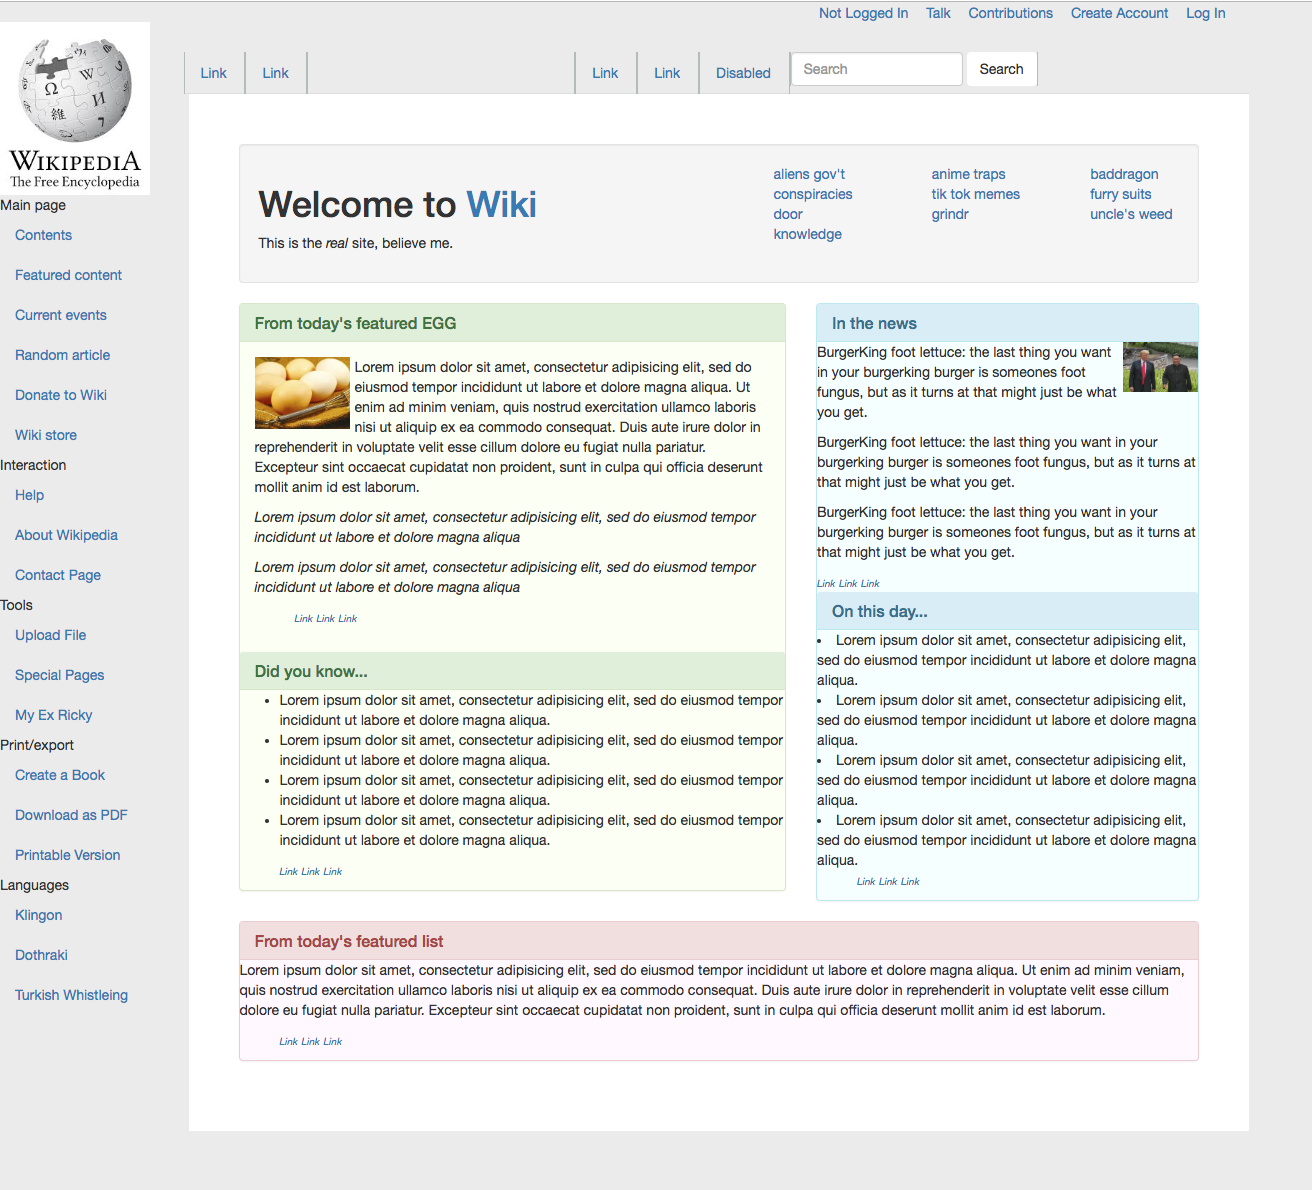 Not Logged In Talk Contributions Create Account Log In
WIKIPEDIA
The Free Encyclopedia
Link Link Link Link Disabled Search Search
Main page
Contents
Featured content
Current events
Random article
Donate to Wiki
Wiki store
Interaction
Help
About Wikipedia
Contact Page
Tools
Upload File
Special Pages
My Ex Ricky
Print/export
Create a Book
Download as PDF
Printable Version
Languages
Klingon
Dothraki
Turkish Whistleing
Welcome to Wiki
This is the real site, believe me.
aliens gov't
conspiracies
door
knowledge
anime traps
tik tok memes
grindr
baddragon
furry suits
uncle's weed
From today's featured EGG
Lorem ipsum dolor sit amet, consectetur adipisicing elit, sed do
eiusmod tempor incididunt ut labore et dolore magna aliqua. Ut
enim ad minim veniam, quis nostrud exercitation ullamco laboris
nisi ut aliquip ex ea commodo consequat. Duis aute irure dolor in
reprehenderit in voluptate velit esse cillum dolore eu fugiat nulla pariatur.
Excepteur sint occaecat cupidatat non proident, sunt in culpa qui officia deserunt
mollit anim id est laborum.
Lorem ipsum dolor sit amet, consectetur adipisicing elit, sed do eiusmod tempor
incididunt ut labore et dolore magna aliqua
Lorem ipsum dolor sit amet, consectetur adipisicing elit, sed do eiusmod tempor
incididunt ut labore et dolore magna aliqua
Link Link Link
Did you know...
• Lorem ipsum dolor sit amet, consectetur adipisicing elit, sed do eiusmod tempor
incididunt ut labore et dolore magna aliqua.
• Lorem ipsum dolor sit amet, consectetur adipisicing elit, sed do eiusmod tempor
incididunt ut labore et dolore magna aliqua.
• Lorem ipsum dolor sit amet, consectetur adipisicing elit, sed do eiusmod tempor
incididunt ut labore et dolore magna aliqua.
• Lorem ipsum dolor sit amet, consectetur adipisicing elit, sed do eiusmod tempor
incididunt ut labore et dolore magna aliqua.
Link Link Link
In the news
BurgerKing foot lettuce: the last thing you want
in your burgerking burger is someones foot
fungus, but as it turns at that might just be what
you get.
BurgerKing foot lettuce: the last thing you want in your
burgerking burger is someones foot fungus, but as it turns at
that might just be what you get.
BurgerKing foot lettuce: the last thing you want in your
burgerking burger is someones foot fungus, but as it turns at
that might just be what you get.
Link Link Link
On this day...
• Lorem ipsum dolor sit amet, consectetur adipisicing elit,
sed do eiusmod tempor incididunt ut labore et dolore magna
aliqua.
• Lorem ipsum dolor sit amet, consectetur adipisicing elit,
sed do eiusmod tempor incididunt ut labore et dolore magna
aliqua.
• Lorem ipsum dolor sit amet, consectetur adipisicing elit,
sed do eiusmod tempor incididunt ut labore et dolore magna
aliqua.
• Lorem ipsum dolor sit amet, consectetur adipisicing elit,
sed do eiusmod tempor incididunt ut labore et dolore magna
aliqua.
Link Link Link
From today's featured list
Lorem ipsum dolor sit amet, consectetur adipisicing elit, sed do eiusmod tempor incididunt ut labore et dolore magna aliqua. Ut enim ad minim veniam,
quis nostrud exercitation ullamco laboris nisi ut aliquip ex ea commodo consequat. Duis aute irure dolor in reprehenderit in voluptate velit esse cillum
dolore eu fugiat nulla pariatur. Excepteur sint occaecat cupidatat non proident, sunt in culpa qui officia deserunt mollit anim id est laborum.
Link Link Link